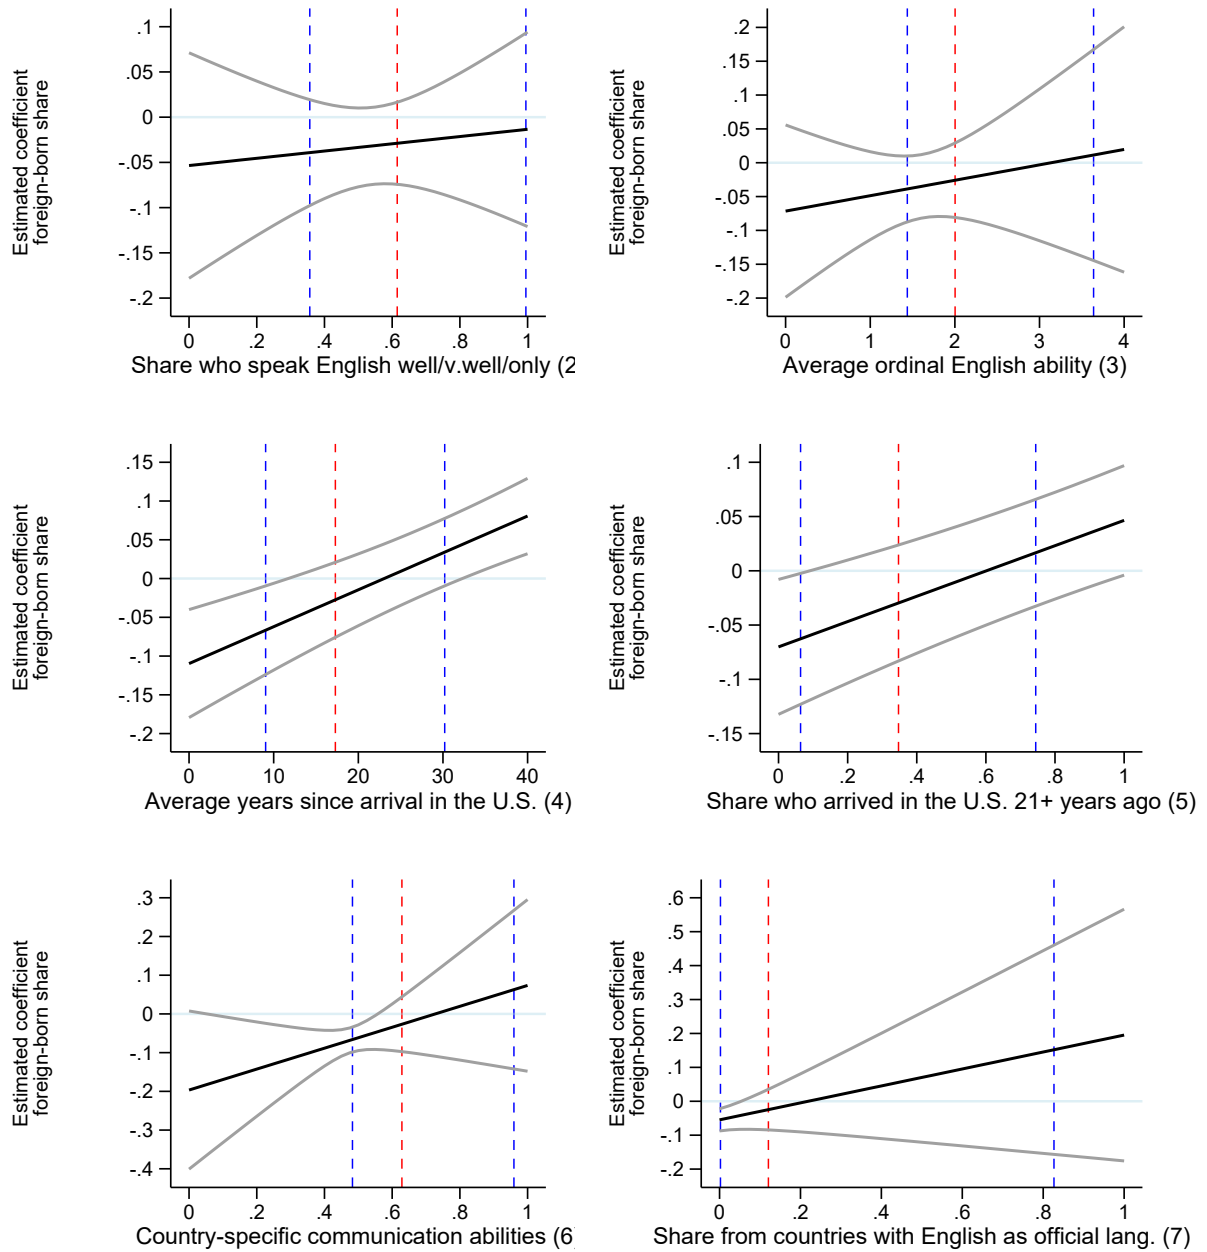 Estimated coefficient
foreign-born share
.1
.05
0
-.05
-.1
-.15
-.2
0 .2 .4 .6 .8 1
Share who speak English well/v.well/only (2
Estimated coefficient
foreign-born share
.2
.15
.1
.05
0
-.05
-.1
-.15
-.2
0 1 2 3 4
Average ordinal English ability (3)
Estimated coefficient
foreign-born share
.15
.1
.05
0
-.05
-.1
-.15
-.2
0 10 20 30 40
Average years since arrival in the U.S. (4)
Estimated coefficient
foreign-born share
.1
.05
0
-.05
-.1
-.15
0 .2 .4 .6 .8 1
Share who arrived in the U.S. 21+ years ago (5)
Estimated coefficient
foreign-born share
.3
.2
.1
0
-.1
-.2
-.3
-.4
0 .2 .4 .6 .8 1
Country-specific communication abilities (6)
Estimated coefficient
foreign-born share
.6
.5
.4
.3
.2
.1
0
-.1
-.2
0 .2 .4 .6 .8 1
Share from countries with English as official lang. (7)